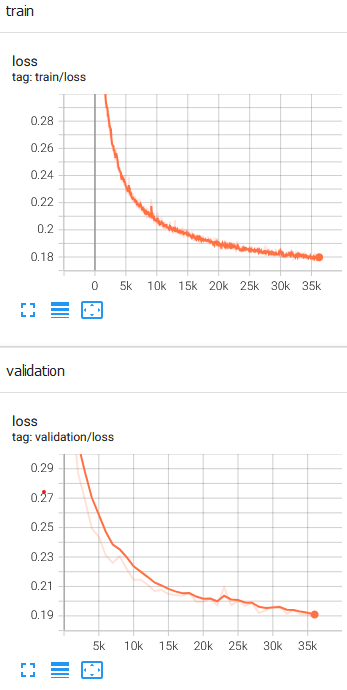 train
loss
tag: train/loss
0.28
0.26
0.24
0.22
0.2
0.18
0 5k 10k 15k 20k 25k 30k 35k
validation
loss
tag: validation/loss
0.29
0.27
0.25
0.23
0.21
0.19
5k 10k 15k 20k 25k 30k 35k